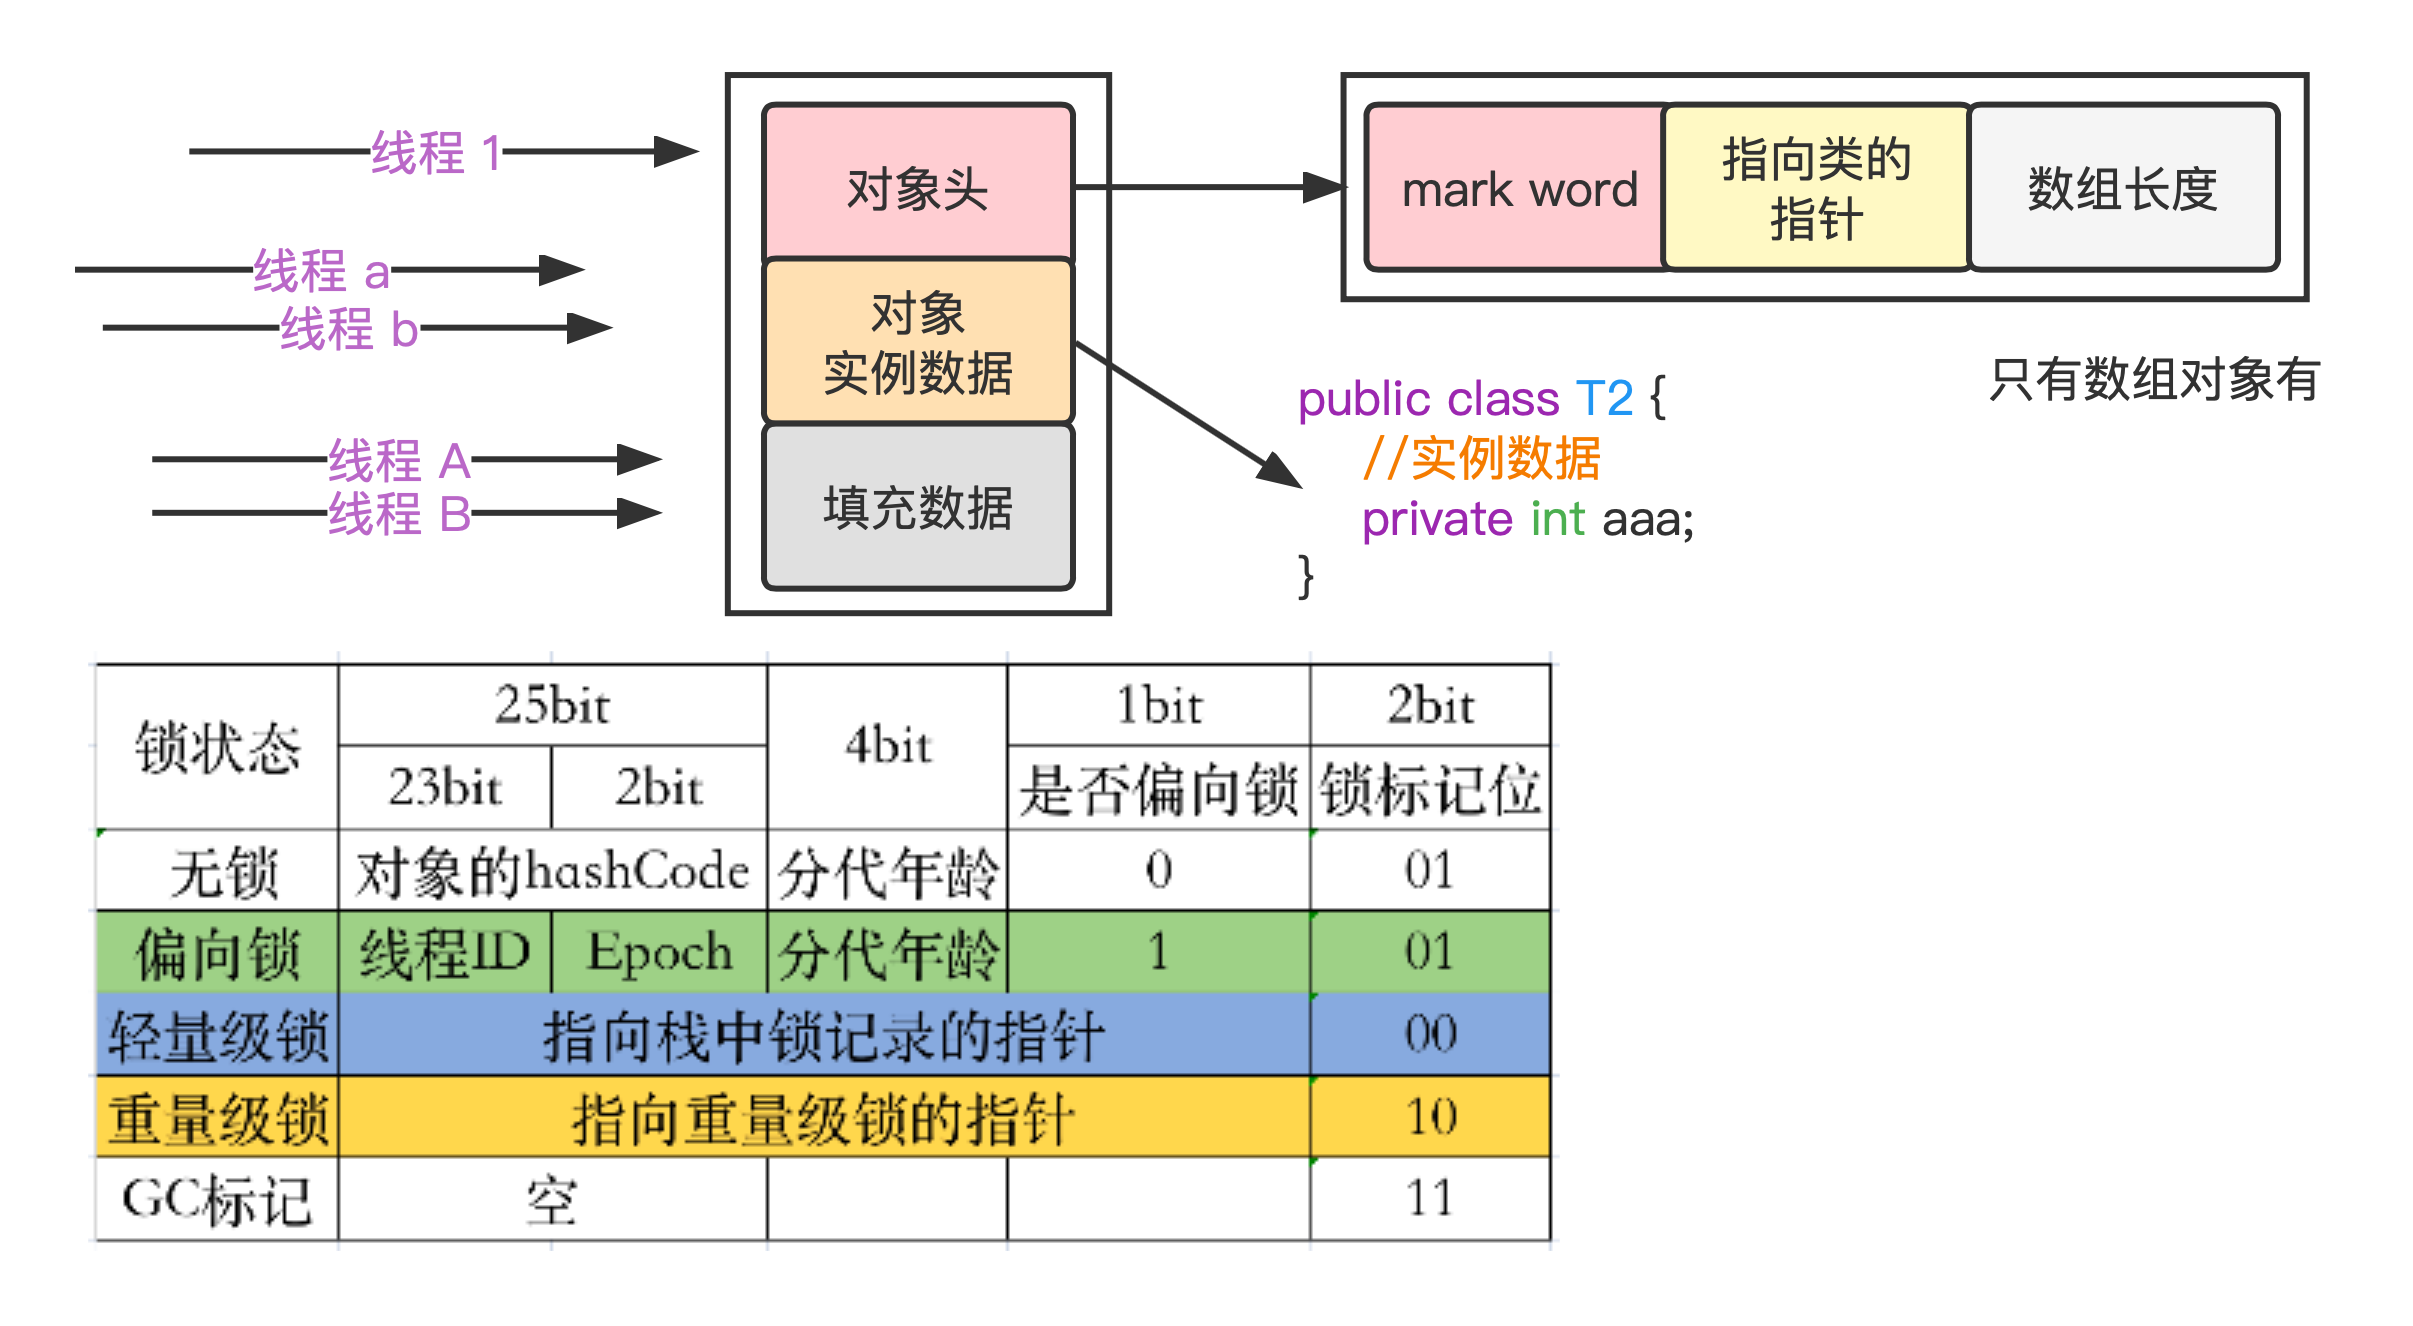 线程 1
线程 a
线程 b
线程 A
线程 B
对象头
对象
实例数据
填充数据
mark word
指向类的
指针
数组长度
只有数组对象有
public class T2 {
//实例数据
private int aaa;
}
锁状态 25bit 4bit 1bit 2bit
23bit 2bit 是否偏向锁 锁标记位
无锁 对象的hashCode 分代年龄 0 01
偏向锁 线程ID Epoch 分代年龄 1 01
轻量级锁 指向栈中锁记录的指针 00
重量级锁 指向重量级锁的指针 10
GC标记 空 11